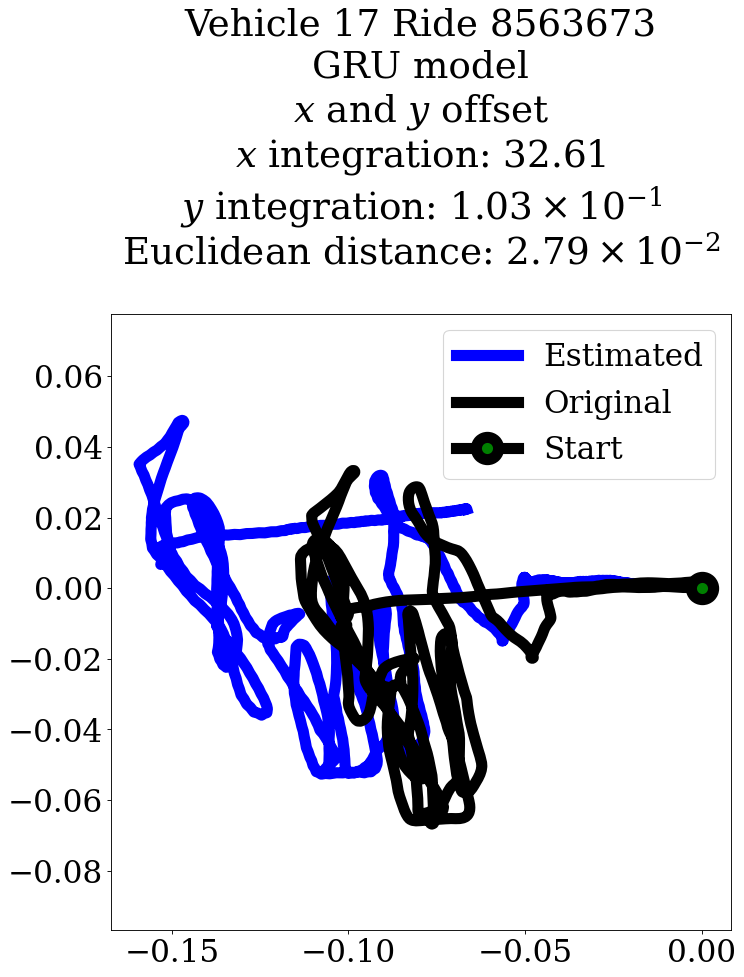 Vehicle 17 Ride 8563673
GRU model
x and y offset
x integration: 32.61
y integration: 1.03 × 10⁻¹
Euclidean distance: 2.79 × 10⁻²
Estimated
Original
Start
0.06
0.04
0.02
0.00
−0.02
−0.04
−0.06
−0.08
−0.15
−0.10
−0.05
0.00